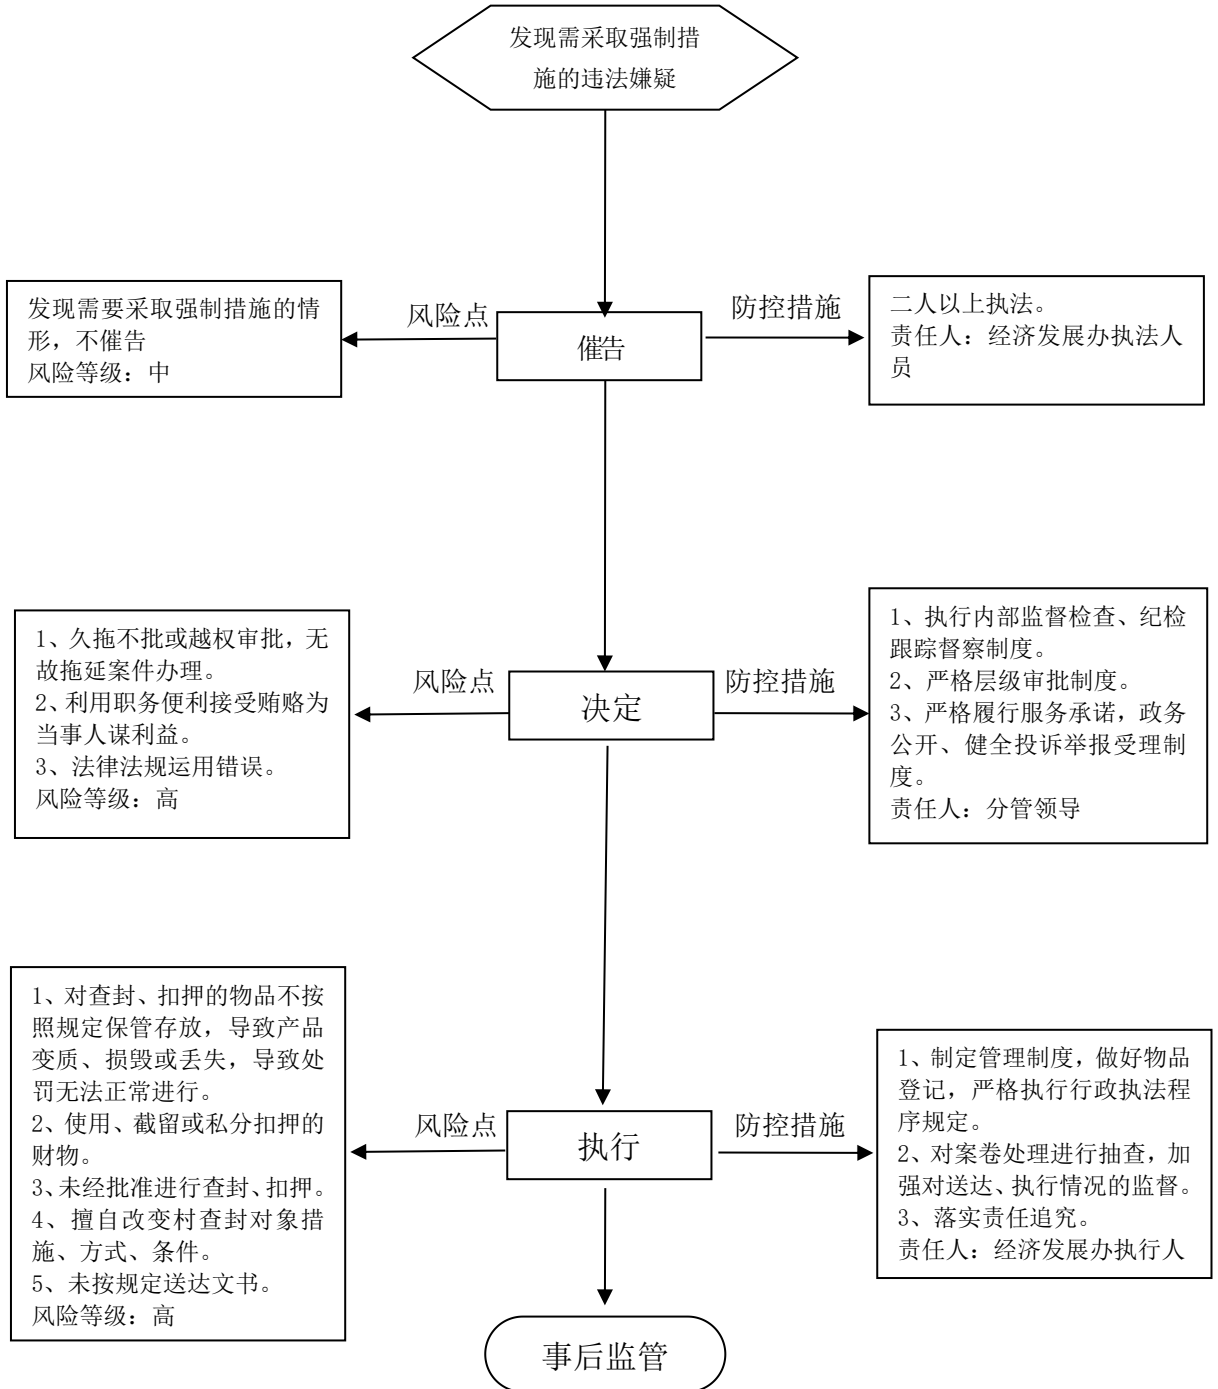 发现需采取强制措
施的违法嫌疑
发现需要采取强制措施的情
形，不催告
风险等级：中
风险点
催告
防控措施
二人以上执法。
责任人：经济发展办执法人
员
1、久拖不批或越权审批，无
故拖延案件办理。
2、利用职务便利接受贿赂为
当事人谋利益。
3、法律法规运用错误。
风险等级：高
风险点
决定
防控措施
1、执行内部监督检查、纪检
跟踪督察制度。
2、严格层级审批制度。
3、严格履行服务承诺，政务
公开、健全投诉举报受理制
度。
责任人：分管领导
1、对查封、扣押的物品不按
照规定保管存放，导致产品
变质、损毁或丢失，导致处
罚无法正常进行。
2、使用、截留或私分扣押的
财物。
3、未经批准进行查封、扣押。
4、擅自改变村查封对象措
施、方式、条件。
5、未按规定送达文书。
风险等级：高
风险点
执行
防控措施
1、制定管理制度，做好物品
登记，严格执行行政执法程
序规定。
2、对案卷处理进行抽查，加
强对送达、执行情况的监督。
3、落实责任追究。
责任人：经济发展办执行人
事后监管